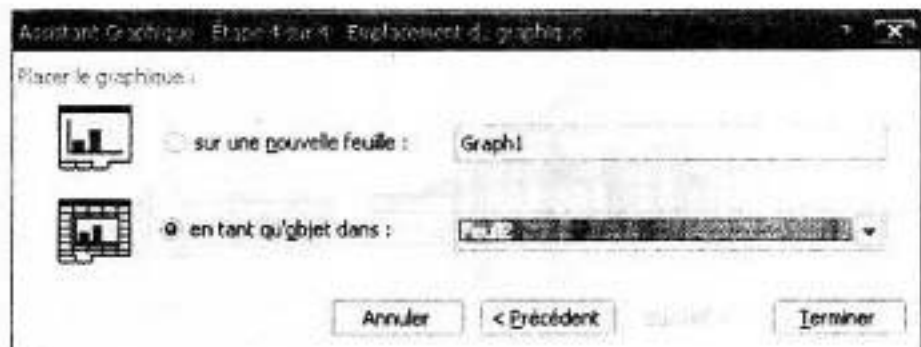 Assistant Graphique - Étape 4 sur 4 - Emplacement du graphique
Placer le graphique :
sur une nouvelle feuille : Graph1
en tant qu'objet dans :
Annuler < Précédent Terminer